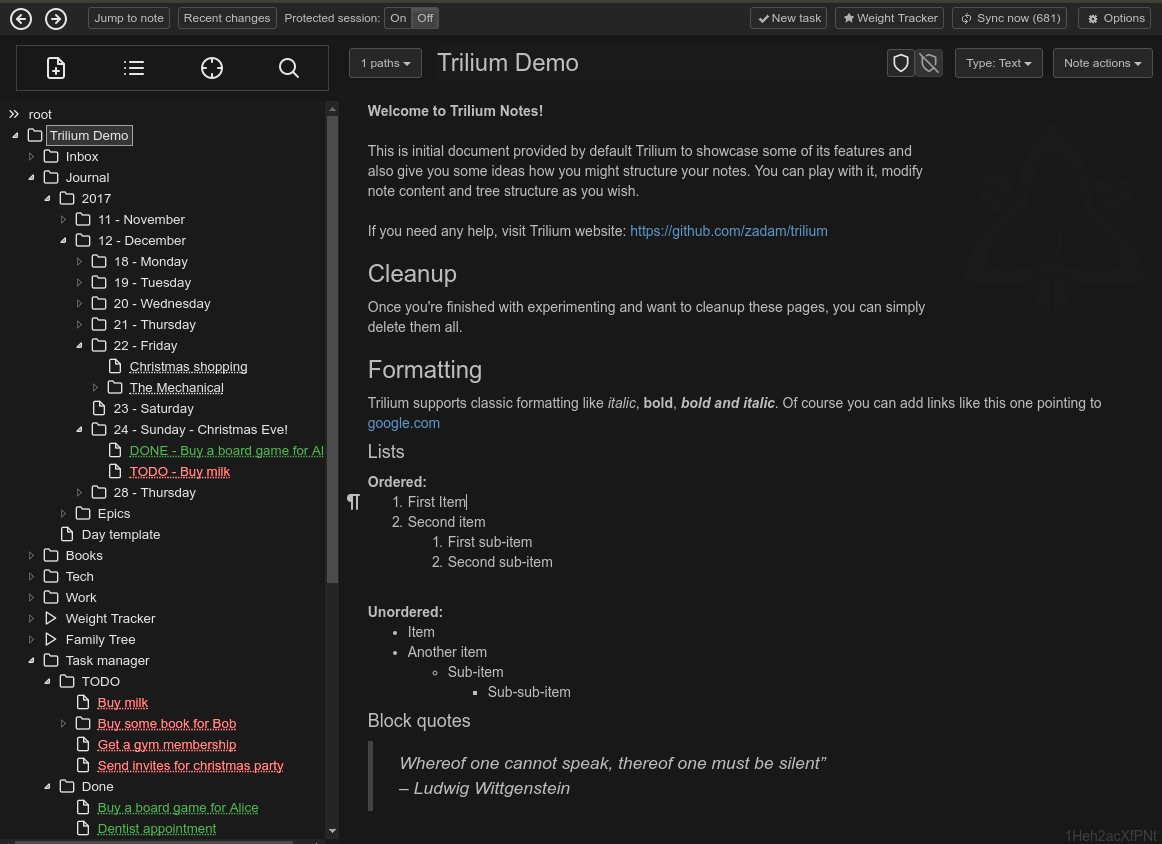 Jump to note Recent changes Protected session: On Off New task Weight Tracker Sync now (681) Options
1 paths Trilium Demo Type: Text Note actions
root
Trilium Demo
Inbox
Journal
2017
11 - November
12 - December
18 - Monday
19 - Tuesday
20 - Wednesday
21 - Thursday
22 - Friday
Christmas shopping
The Mechanical
23 - Saturday
24 - Sunday - Christmas Eve!
DONE - Buy a board game for Al
TODO - Buy milk
28 - Thursday
Epics
Day template
Books
Tech
Work
Weight Tracker
Family Tree
Task manager
TODO
Buy milk
Buy some book for Bob
Get a gym membership
Send invites for christmas party
Done
Buy a board game for Alice
Dentist appointment
Welcome to Trilium Notes!
This is initial document provided by default Trilium to showcase some of its features and
also give you some ideas how you might structure your notes. You can play with it, modify
note content and tree structure as you wish.
If you need any help, visit Trilium website: https://github.com/zadam/trilium
Cleanup
Once you're finished with experimenting and want to cleanup these pages, you can simply
delete them all.
Formatting
Trilium supports classic formatting like italic, bold, bold and italic. Of course you can add links like this one pointing to
google.com
Lists
Ordered:
1. First Item
2. Second item
1. First sub-item
2. Second sub-item
Unordered:
• Item
• Another item
◦ Sub-item
▪ Sub-sub-item
Block quotes
Whereof one cannot speak, thereof one must be silent”
– Ludwig Wittgenstein
1Heh2acXfPNt